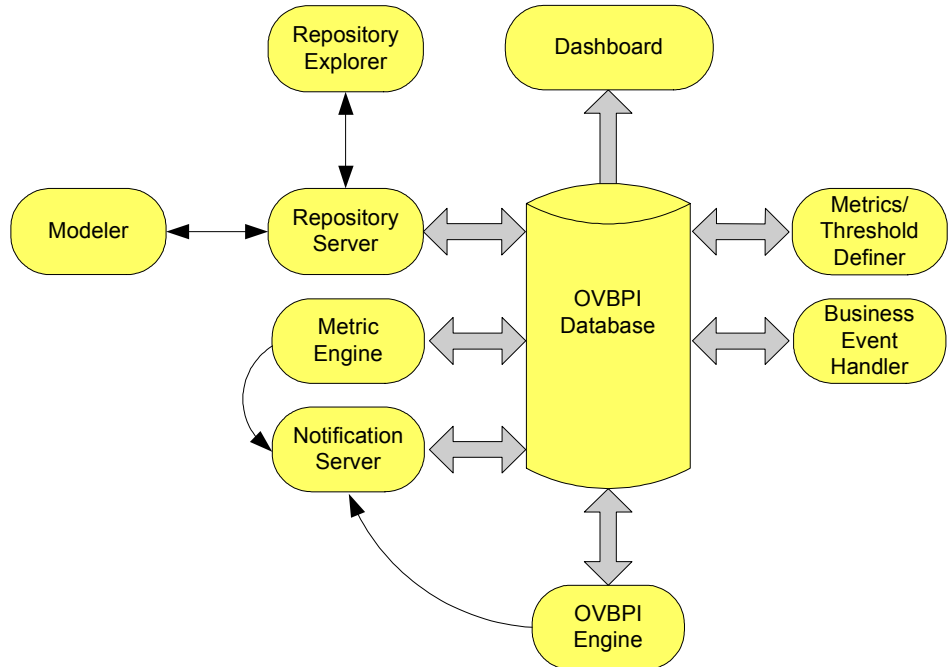 Repository
Explorer
Dashboard
Modeler
Repository
Server
Metrics/
Threshold
Definer
OVBPI
Database
Metric
Engine
Business
Event
Handler
Notification
Server
OVBPI
Engine